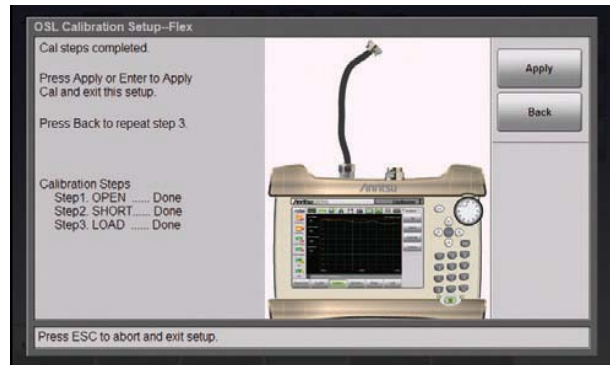 OSL Calibration Setup--Flex
Cal steps completed.
Press Apply or Enter to Apply
Cal and exit this setup.
Press Back to repeat step 3.
Calibration Steps
Step1. OPEN ...... Done
Step2. SHORT...... Done
Step3. LOAD ...... Done
Apply
Back
Anritsu
Press ESC to abort and exit setup.